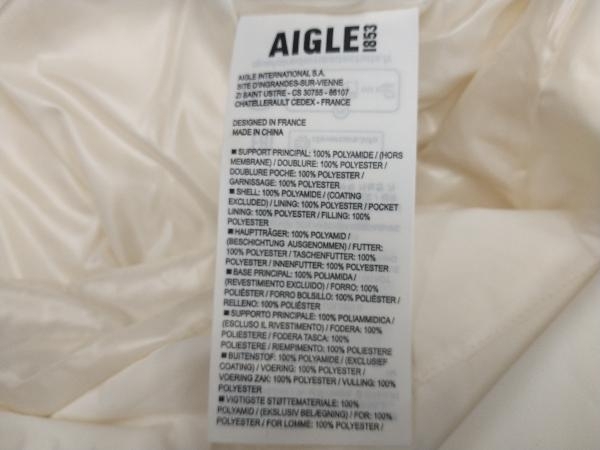 AIGLE 1853
AIGLE INTERNATIONAL S.A.
SITE D'INGRANDES-SUR-VIENNE
ZI SAINT USTRE - CS 30755 - 86107
CHATELLERAULT CEDEX - FRANCE
DESIGNED IN FRANCE
MADE IN CHINA
■ SUPPORT PRINCIPAL: 100% POLYAMIDE / (HORS
MEMBRANE) / DOUBLURE: 100% POLYESTER /
DOUBLURE POCHE: 100% POLYESTER /
GARNISSAGE: 100% POLYESTER
■ SHELL: 100% POLYAMIDE / (COATING
EXCLUDED) / LINING: 100% POLYESTER / POCKET
LINING: 100% POLYESTER / FILLING: 100%
POLYESTER
■ HAUPTTRÄGER: 100% POLYAMID /
(BESCHICHTUNG AUSGENOMMEN) / FUTTER:
100% POLYESTER / TASCHENFUTTER: 100%
POLYESTER / INNENFUTTER: 100% POLYESTER
■ BASE PRINCIPAL: 100% POLIAMIDA /
(REVESTIMIENTO EXCLUIDO) / FORRO: 100%
POLIÉSTER / FORRO BOLSILLO: 100% POLIÉSTER /
RELLENO: 100% POLIÉSTER
■ SUPPORTO PRINCIPALE: 100% POLIAMMIDICA /
(ESCLUSO IL RIVESTIMENTO) / FODERA: 100%
POLIESTERE / FODERA TASCA: 100%
POLIESTERE / RIEMPIMENTO: 100% POLIESTERE
■ BUITENSTOF: 100% POLYAMIDE / (EXCLUSIEF
COATING) / VOERING: 100% POLYESTER /
VOERING ZAK: 100% POLYESTER / VULLING: 100%
POLYESTER
■ VIGTIGSTE STØTTEMATERIALE: 100%
POLYAMID / (EKSLUSIV BELÆGNING) / FOR: 100%
POLYESTER / FOR LOMME: 100% POLYESTER /